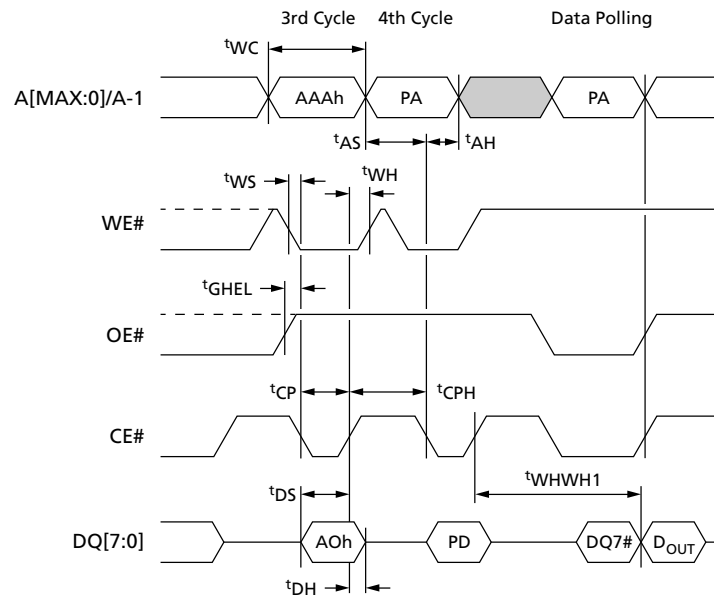 3rd Cycle 4th Cycle Data Polling
tWC
A[MAX:0]/A-1 AAAh PA PA
tAS tAH
tWS tWH
WE#
tGHEL
OE#
tCP tCPH
CE#
tWHWH1
tDS
DQ[7:0] AOh PD DQ7# DOUT
tDH